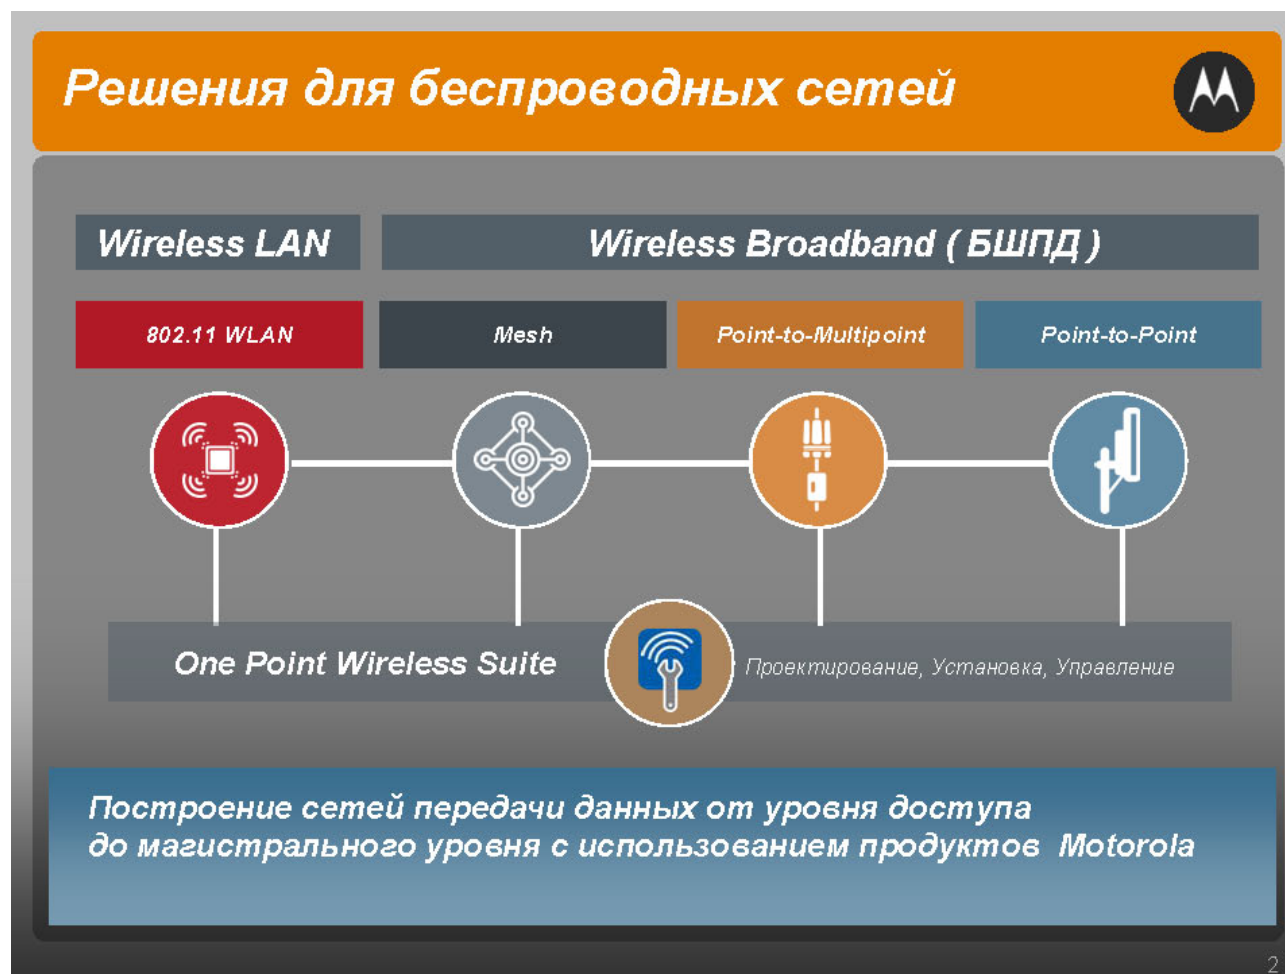 Решения для беспроводных сетей
Wireless LAN
Wireless Broadband ( БШПД )
802.11 WLAN
Mesh
Point-to-Multipoint
Point-to-Point
One Point Wireless Suite
Проектирование, Установка, Управление
Построение сетей передачи данных от уровня доступа
до магистрального уровня с использованием продуктов Motorola
2